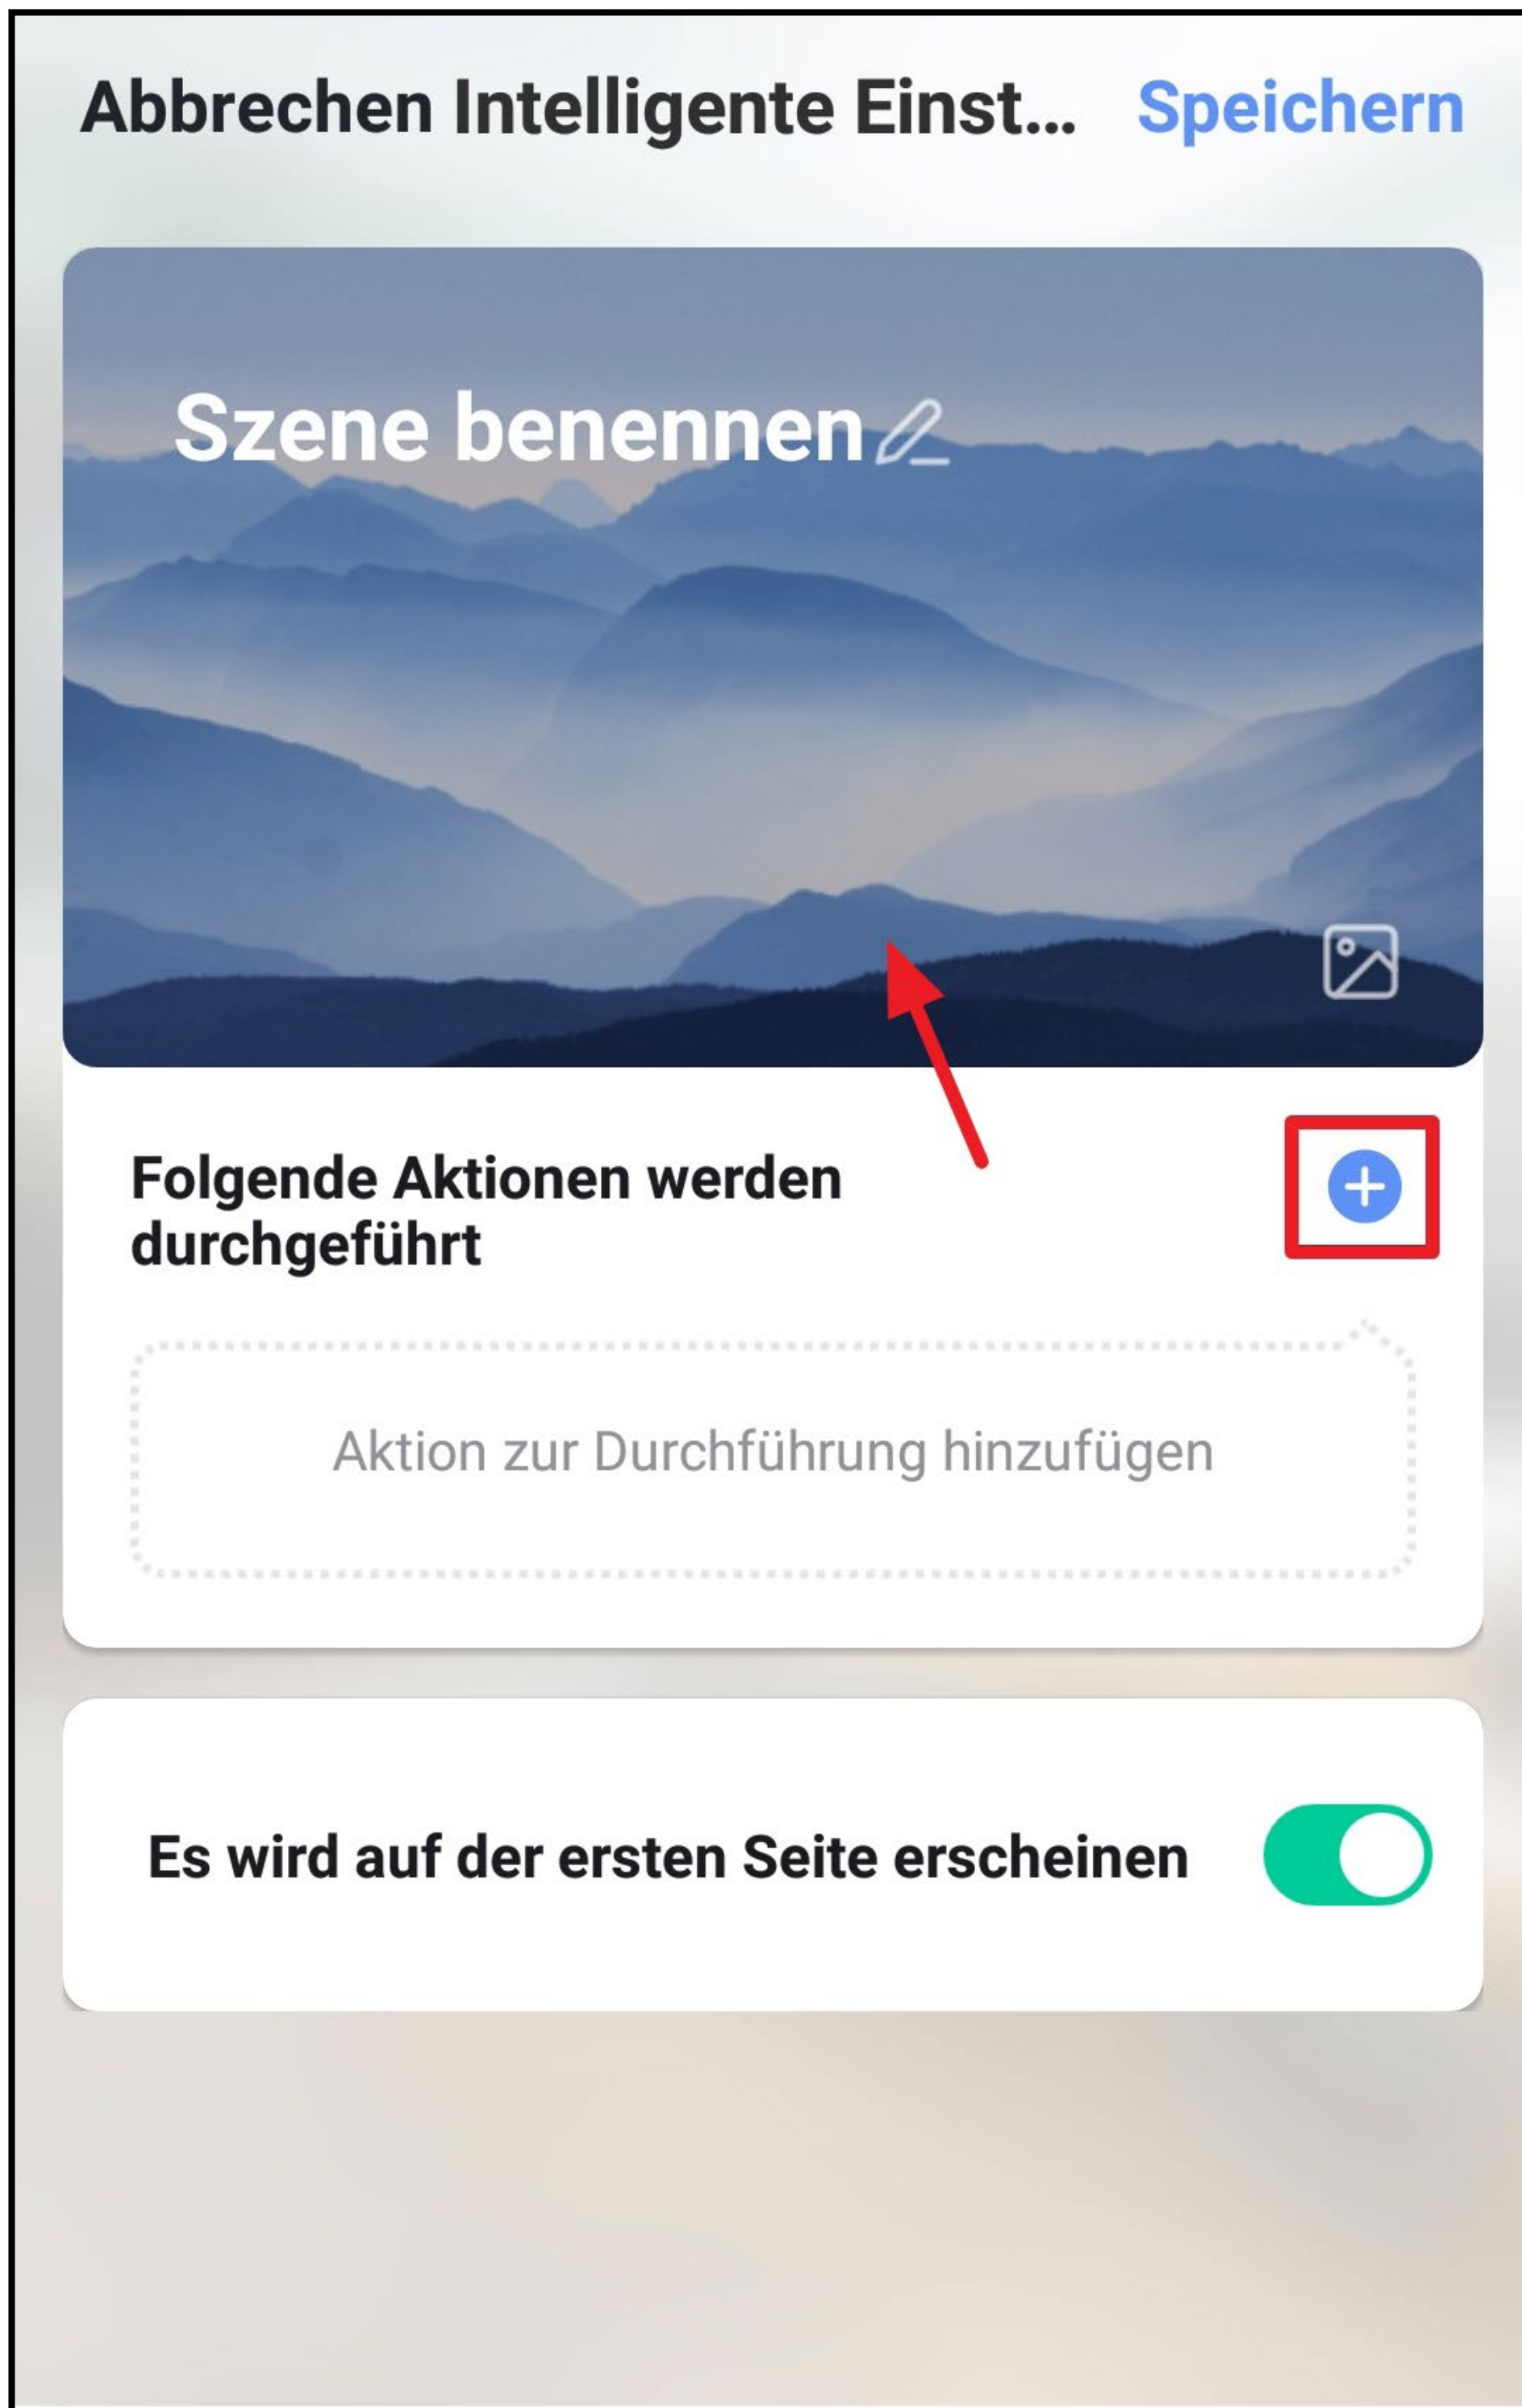 Abbrechen Intelligente Einst... Speichern
Szene benennen
Folgende Aktionen werden
durchgeführt
Aktion zur Durchführung hinzufügen
Es wird auf der ersten Seite erscheinen